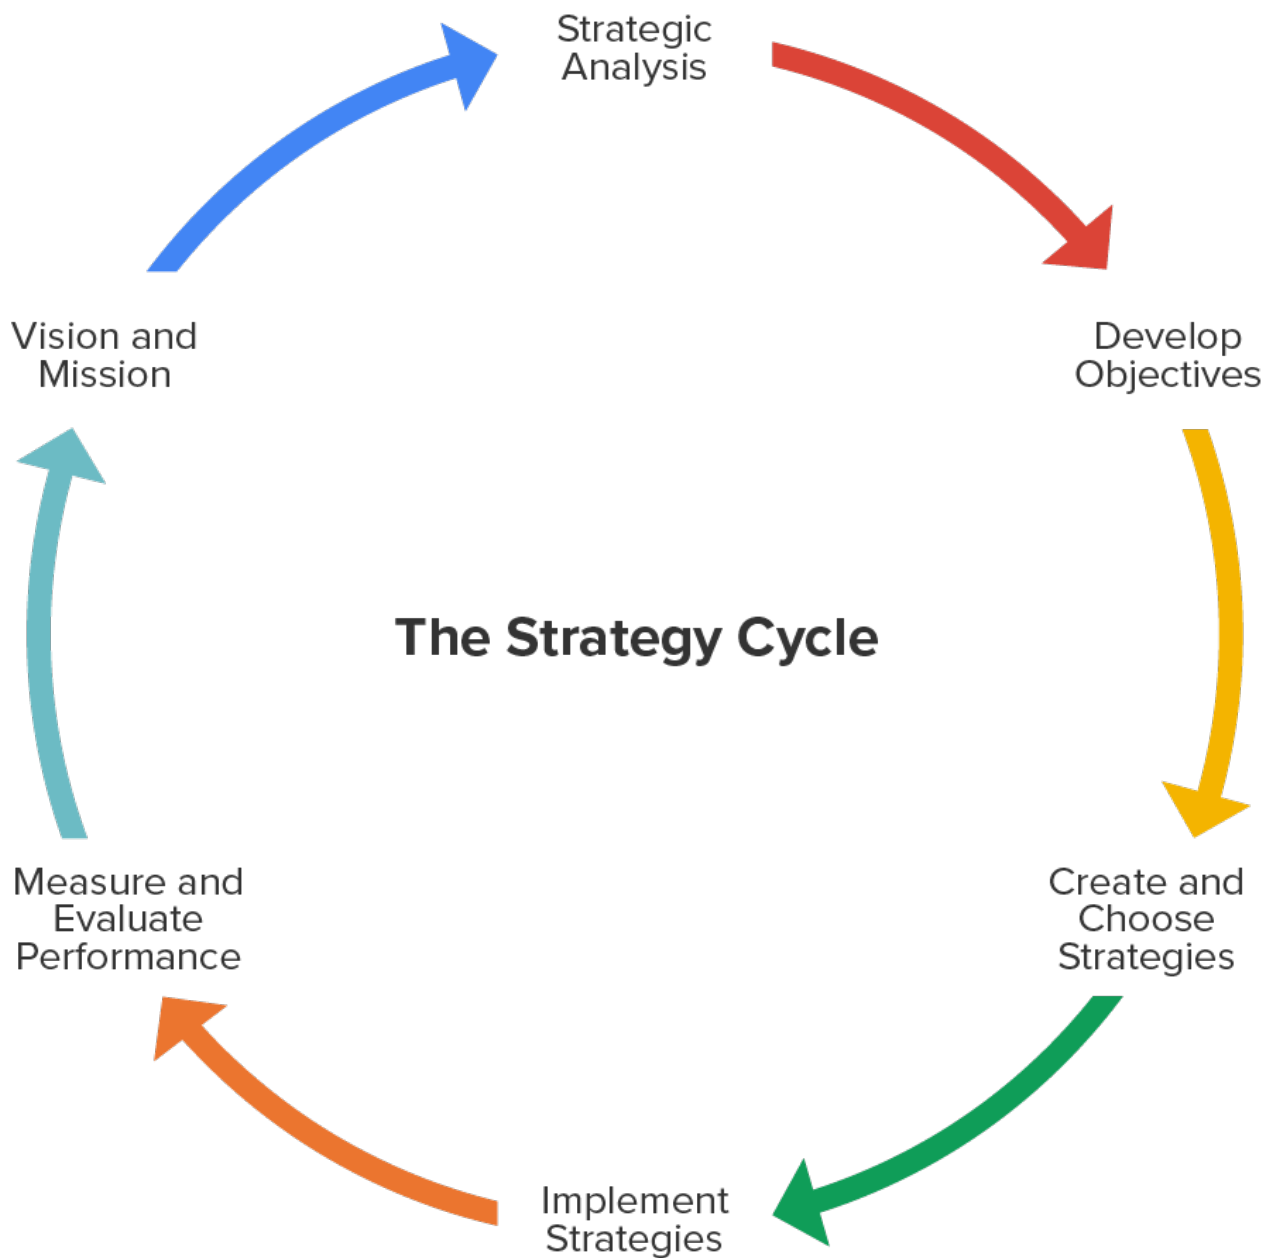 Strategic
Analysis
Vision and
Mission
Develop
Objectives
The Strategy Cycle
Measure and
Evaluate
Performance
Create and
Choose
Strategies
Implement
Strategies